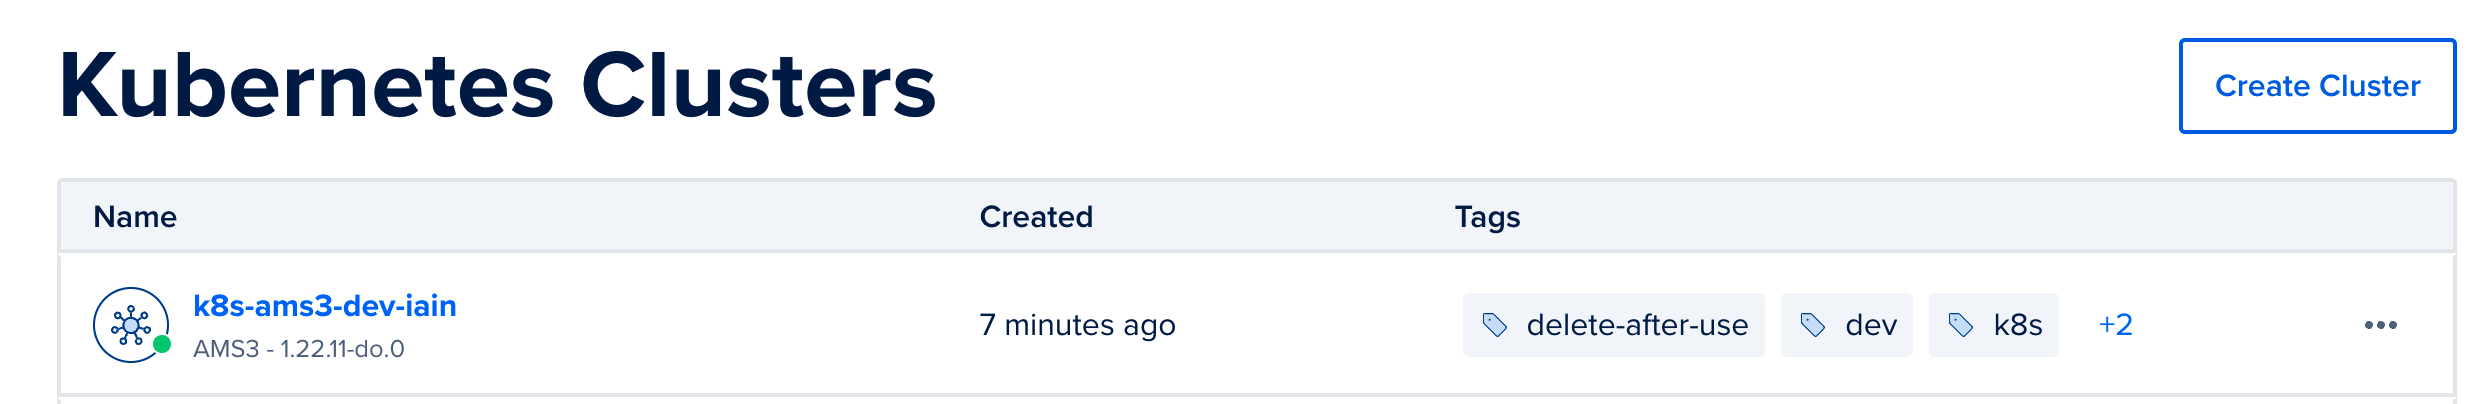 Kubernetes Clusters
Create Cluster
Name Created Tags
k8s-ams3-dev-iain
AMS3 - 1.22.11-do.0
7 minutes ago
delete-after-use dev k8s +2